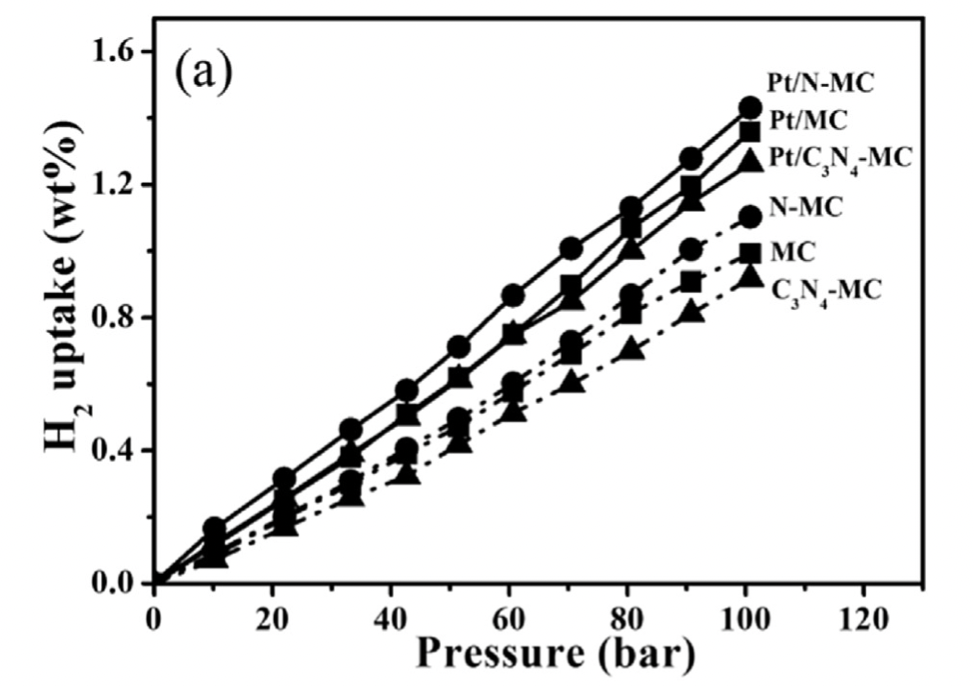 (a)
H₂ uptake (wt%)
1.6
1.2
0.8
0.4
0.0
Pt/N-MC
Pt/MC
Pt/C₃N₄-MC
N-MC
MC
C₃N₄-MC
0 20 40 60 80 100 120
Pressure (bar)